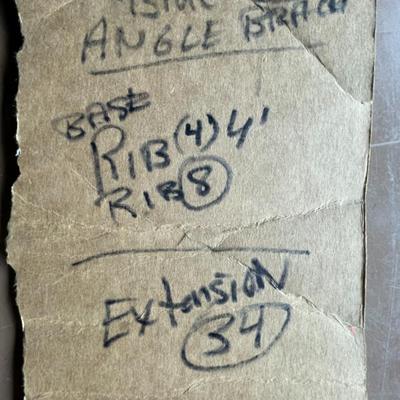 ANGLE BRACE
BASE
RIB (4) 4'
RIB 8
Extension
34